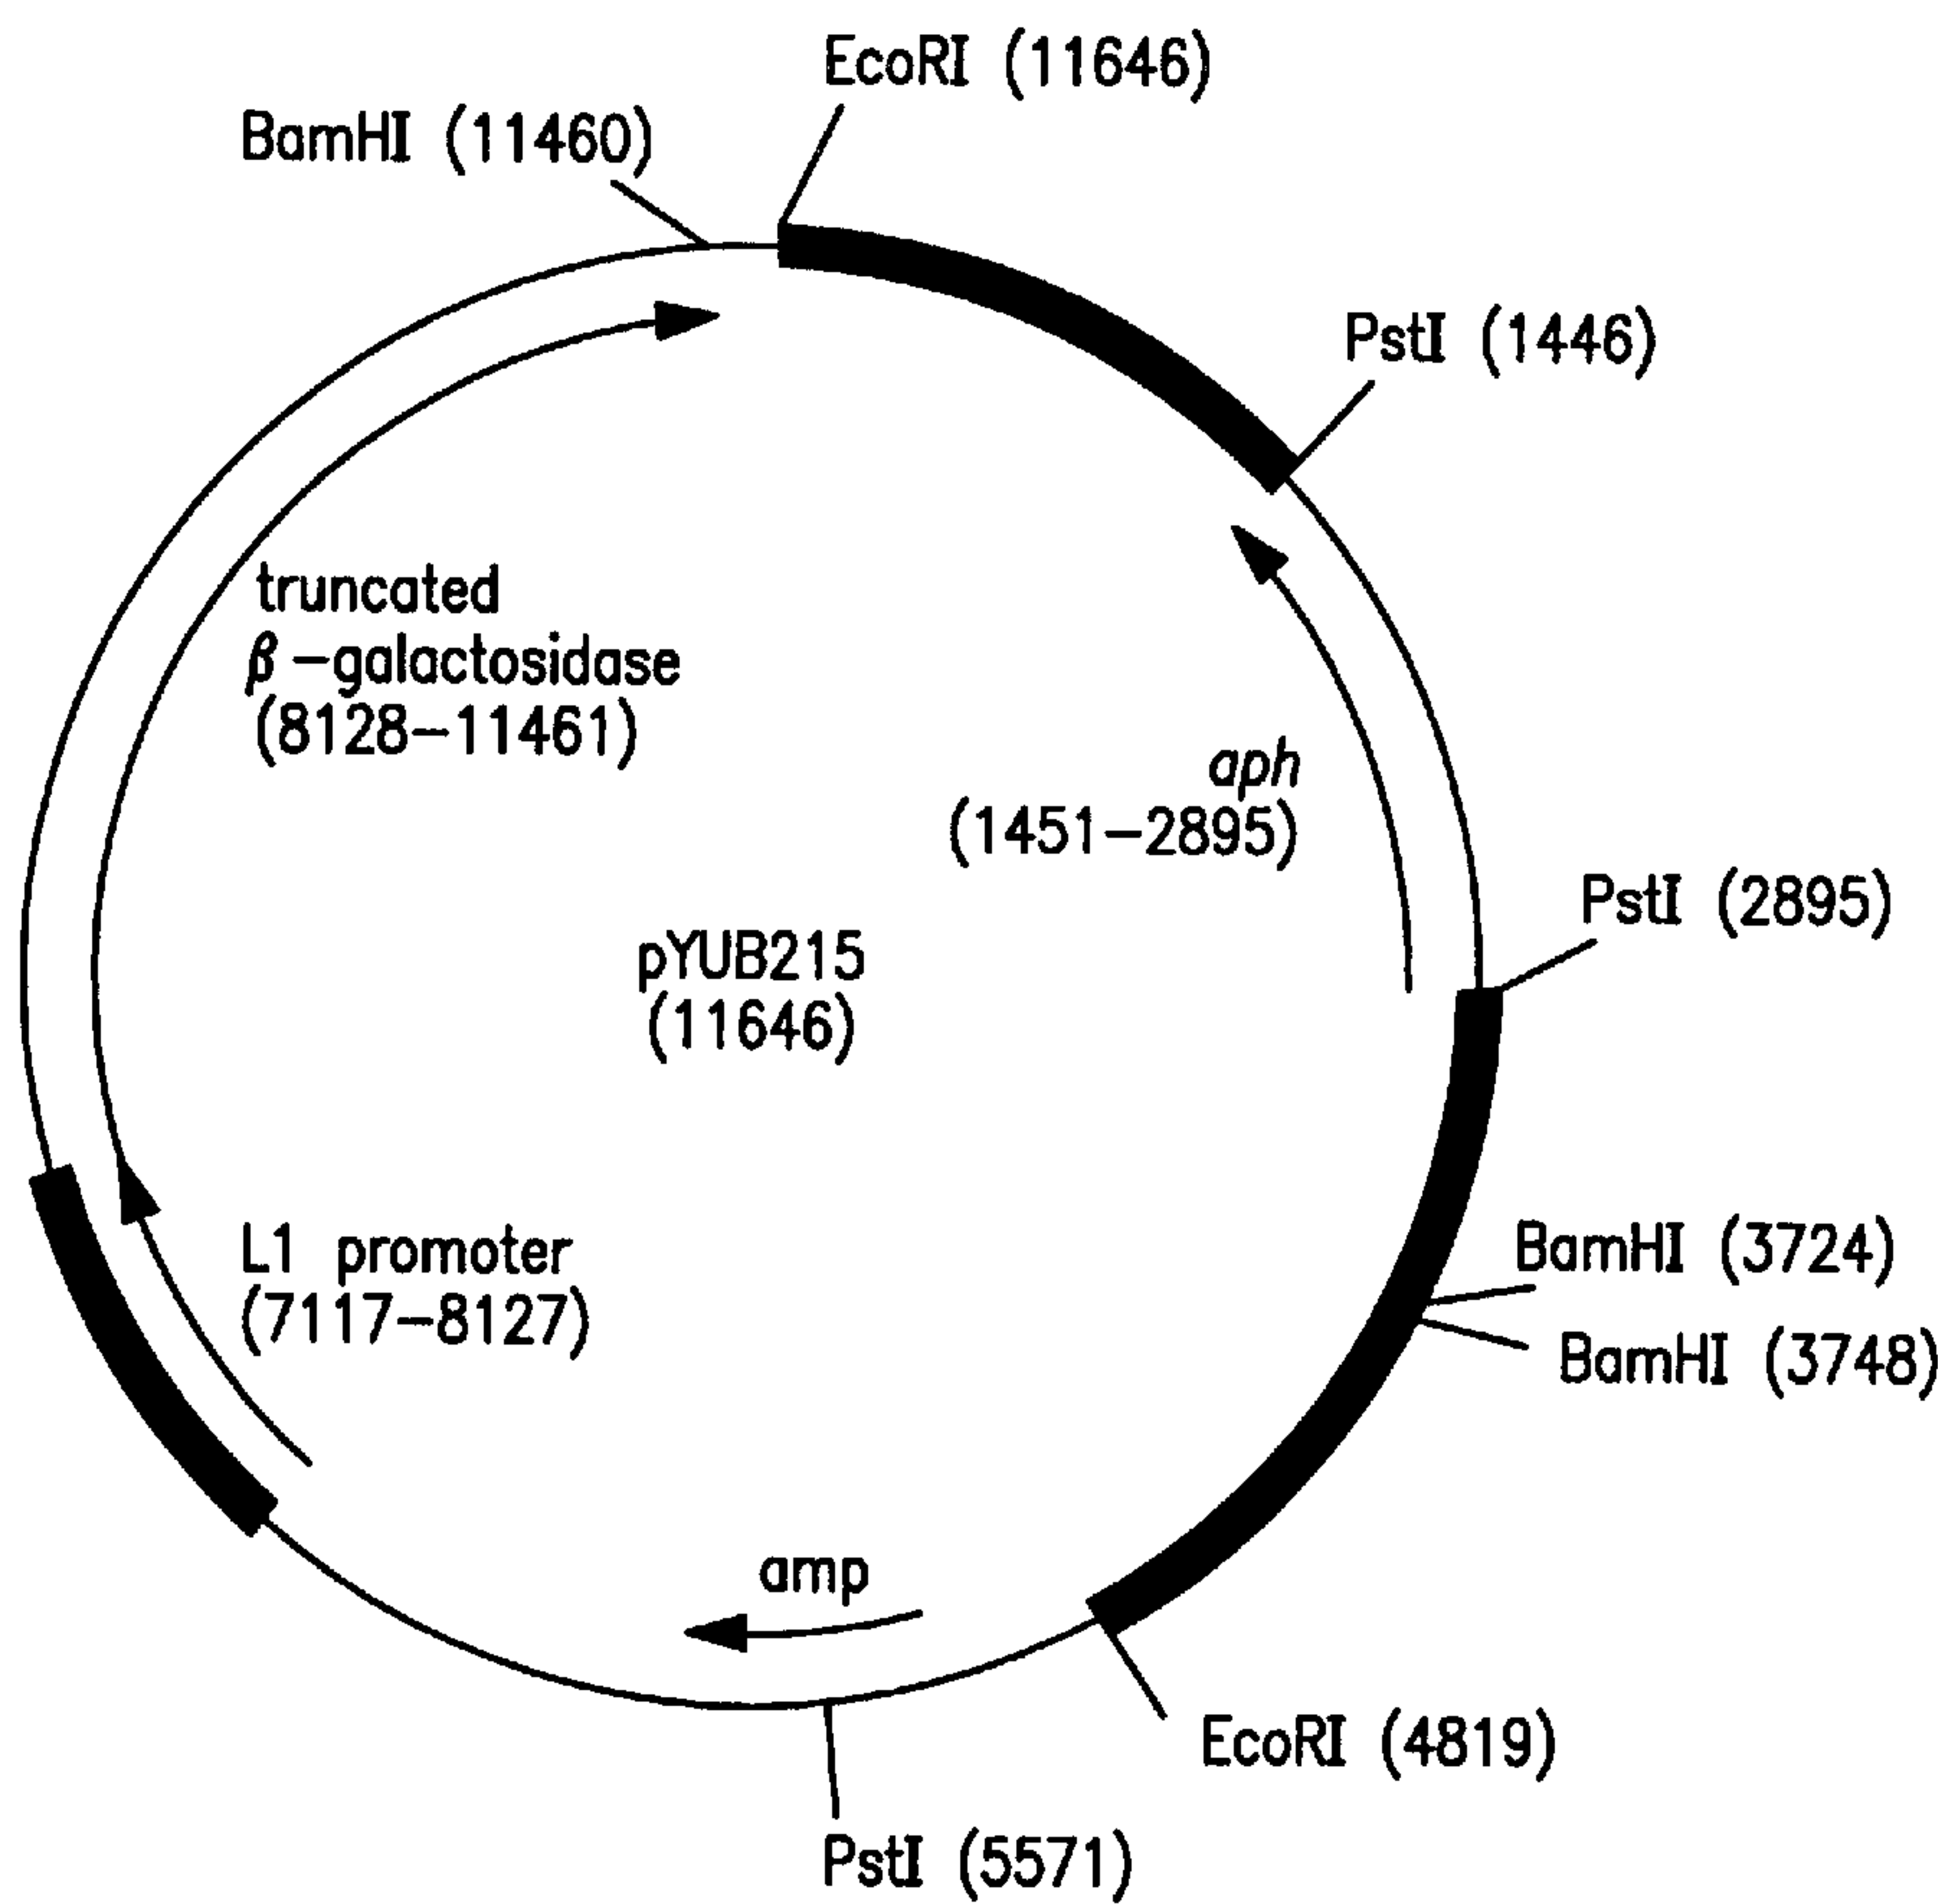 EcoRI (11646)
BamHI (11460)
PstI (1446)
truncated
β-galactosidase
(8128-11461)
aph
(1451-2895)
PstI (2895)
pYUB215
(11646)
L1 promoter
(7117-8127)
BamHI (3724)
BamHI (3748)
amp
EcoRI (4819)
PstI (5571)